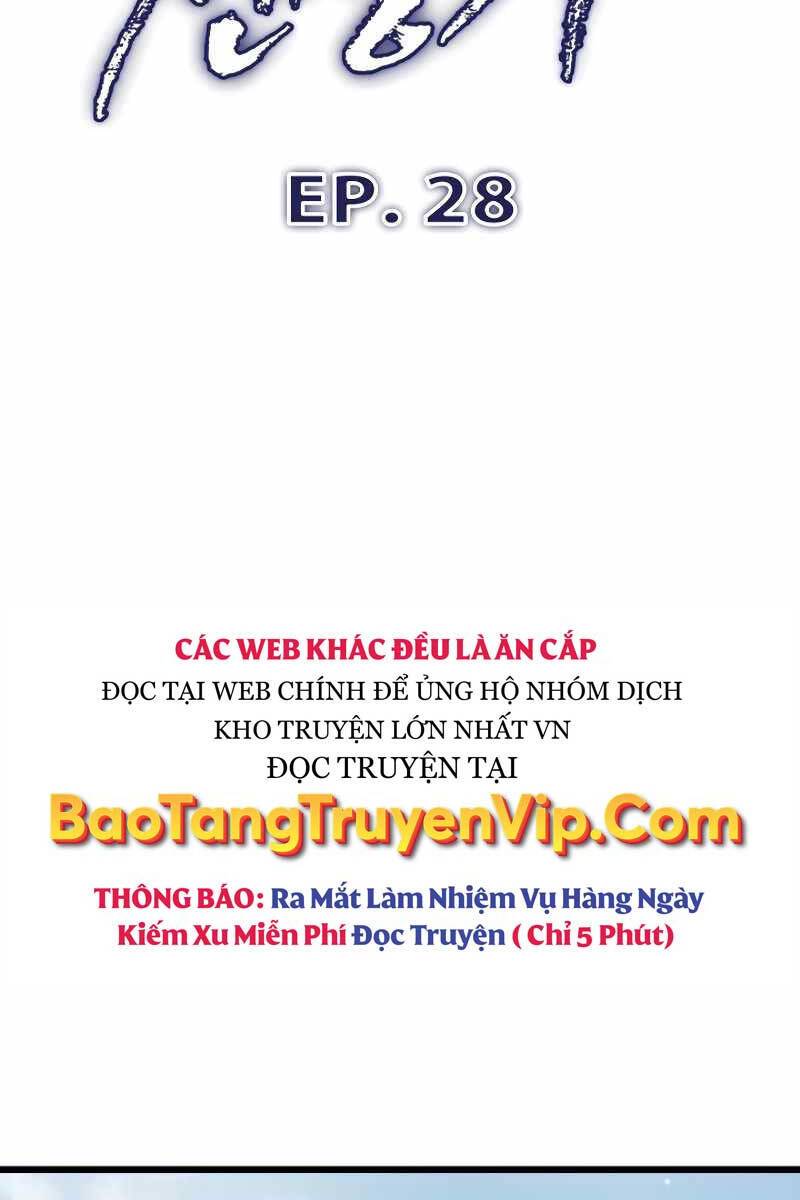 EP. 28
CÁC WEB KHÁC ĐỀU LÀ ĂN CẮP
ĐỌC TẠI WEB CHÍNH ĐỂ ỦNG HỘ NHÓM DỊCH
KHO TRUYỆN LỚN NHẤT VN
ĐỌC TRUYỆN TẠI
BaoTangTruyenVip.Com
THÔNG BÁO: Ra Mắt Làm Nhiệm Vụ Hàng Ngày
Kiếm Xu Miễn Phí Đọc Truyện ( Chỉ 5 Phút)